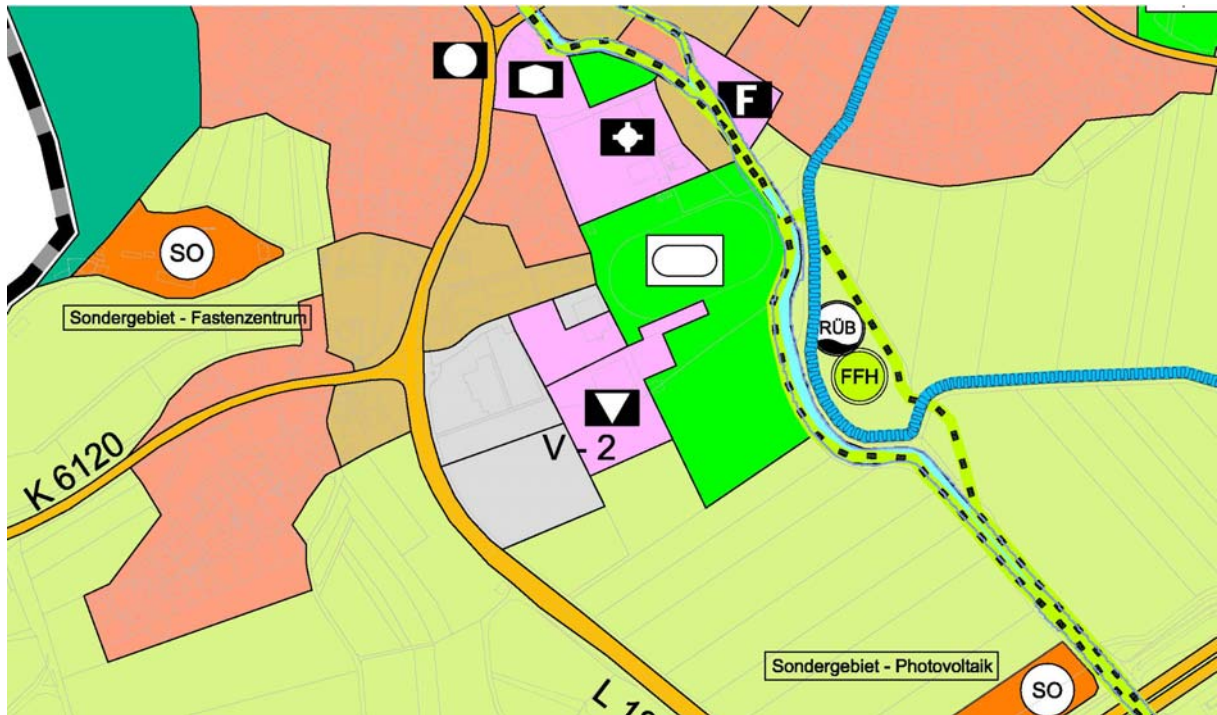 F
SO
Sondergebiet - Fastenzentrum
RÜB
FFH
V - 2
K 6120
Sondergebiet - Photovoltaik
SO
L